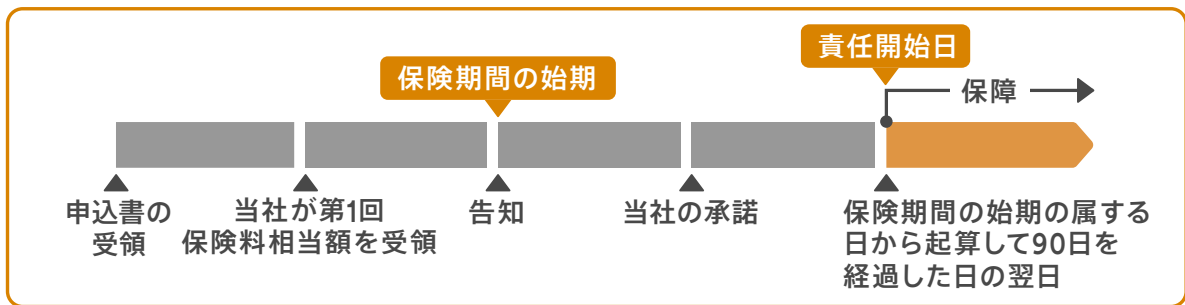 責任開始日
保険期間の始期
保障
申込書の
受領
当社が第1回
保険料相当額を受領
告知
当社の承諾
保険期間の始期の属する
日から起算して90日を
経過した日の翌日